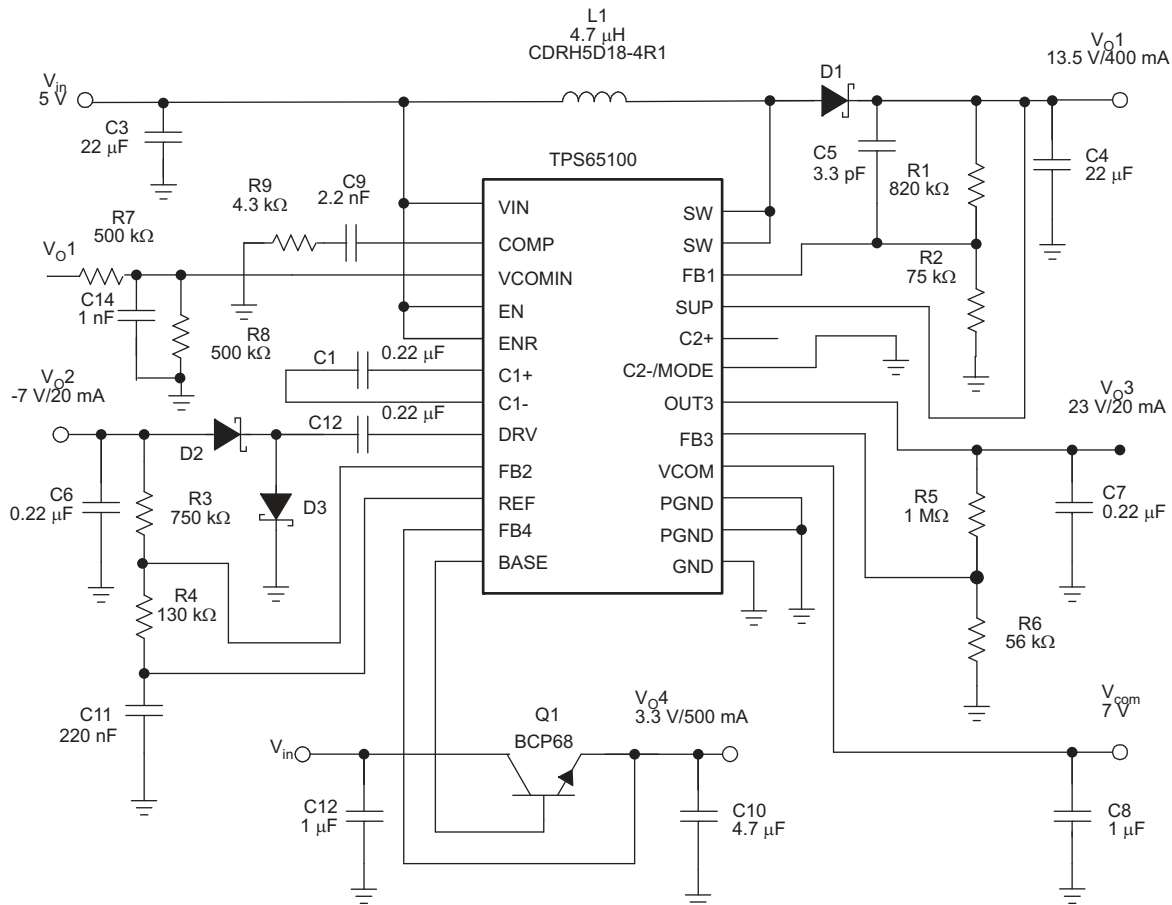 L1
4.7 μH
CDRH5D18-4R1
VO1
13.5 V/400 mA
Vin
5 V
D1
C3
22 μF
TPS65100
C5
3.3 pF
R1
820 kΩ
C4
22 μF
R9
4.3 kΩ
C9
2.2 nF
R7
500 kΩ
VO1
C14
1 nF
R8
500 kΩ
VIN
COMP
VCOMIN
EN
ENR
C1+
C1-
DRV
FB2
REF
FB4
BASE
SW
SW
FB1
SUP
C2+
C2-/MODE
OUT3
FB3
VCOM
PGND
PGND
GND
R2
75 kΩ
C1
0.22 μF
VO2
-7 V/20 mA
C12
0.22 μF
VO3
23 V/20 mA
D2
D3
C6
0.22 μF
R3
750 kΩ
R4
130 kΩ
R5
1 MΩ
C7
0.22 μF
R6
56 kΩ
C11
220 nF
Q1
BCP68
VO4
3.3 V/500 mA
Vin
Vcom
7 V
C12
1 μF
C10
4.7 μF
C8
1 μF